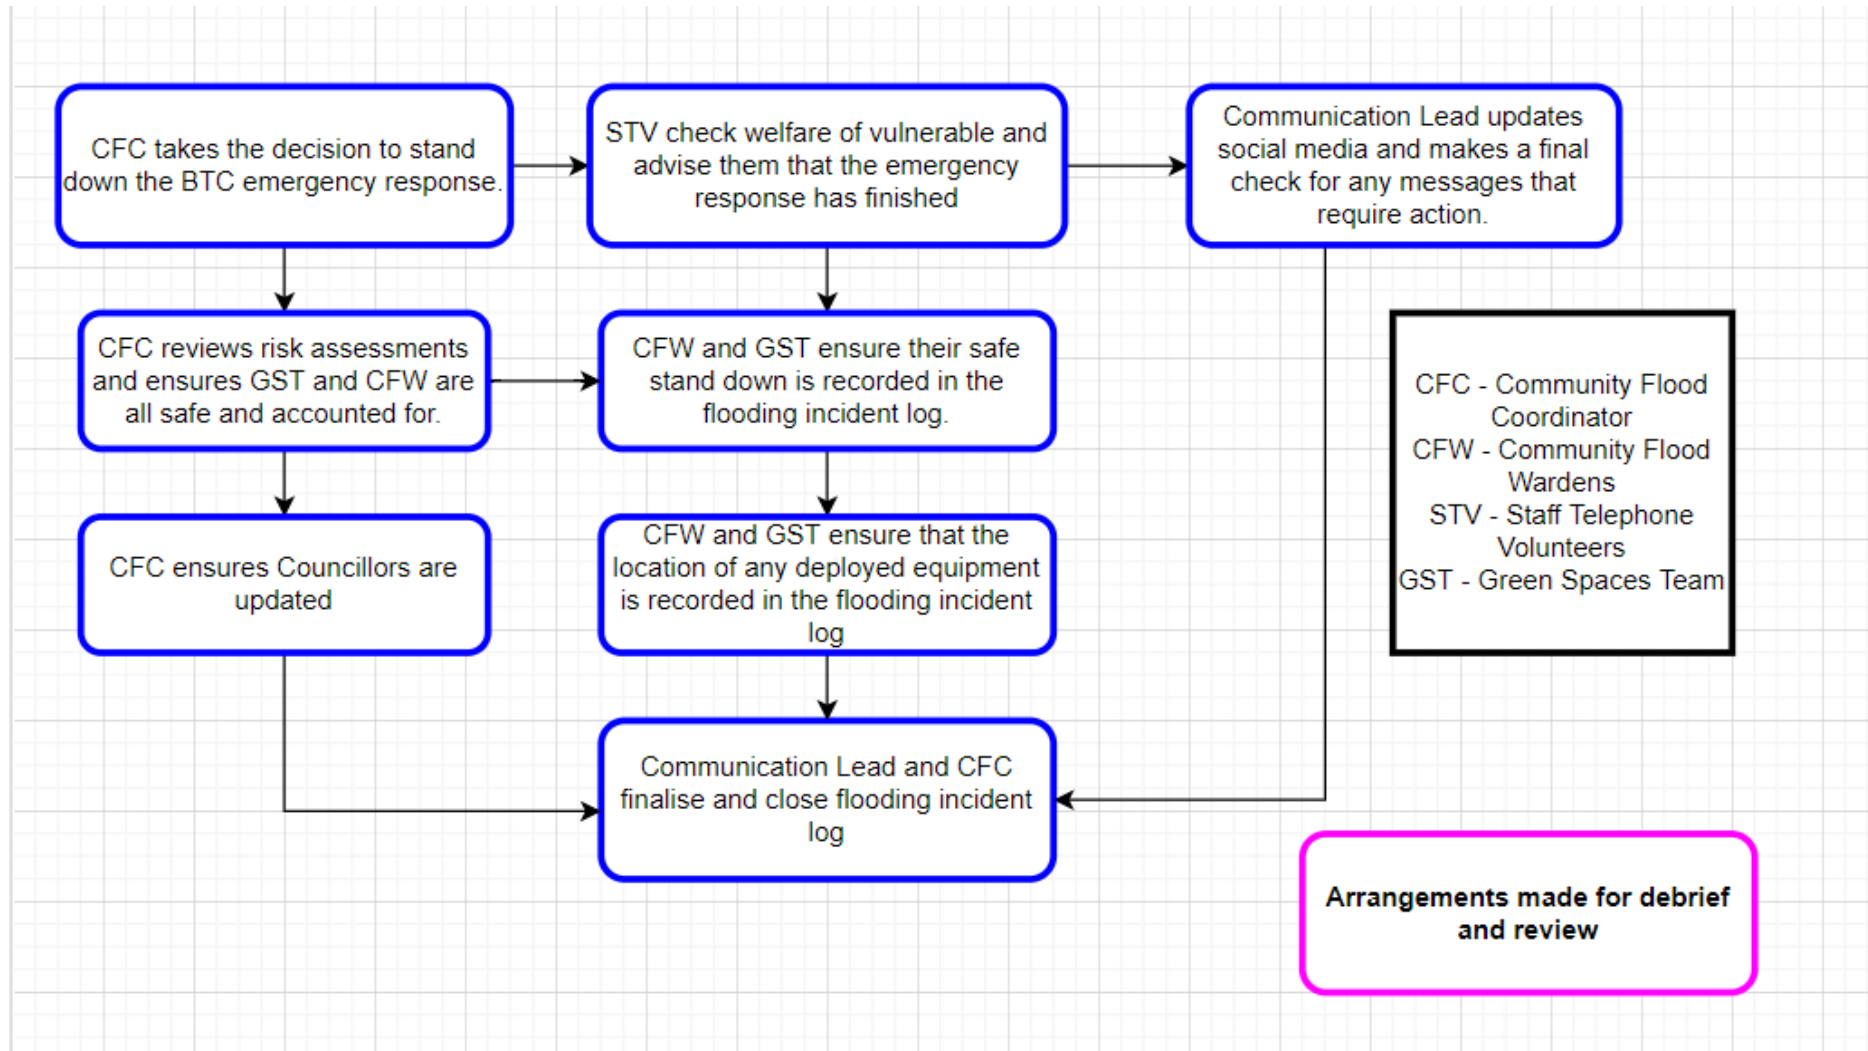 CFC takes the decision to stand
down the BTC emergency response.
STV check welfare of vulnerable and
advise them that the emergency
response has finished
Communication Lead updates
social media and makes a final
check for any messages that
require action.
CFC reviews risk assessments
and ensures GST and CFW are
all safe and accounted for.
CFW and GST ensure their safe
stand down is recorded in the
flooding incident log.
CFC - Community Flood
Coordinator
CFW - Community Flood
Wardens
STV - Staff Telephone
Volunteers
GST - Green Spaces Team
CFC ensures Councillors are
updated
CFW and GST ensure that the
location of any deployed equipment
is recorded in the flooding incident
log
Communication Lead and CFC
finalise and close flooding incident
log
Arrangements made for debrief
and review